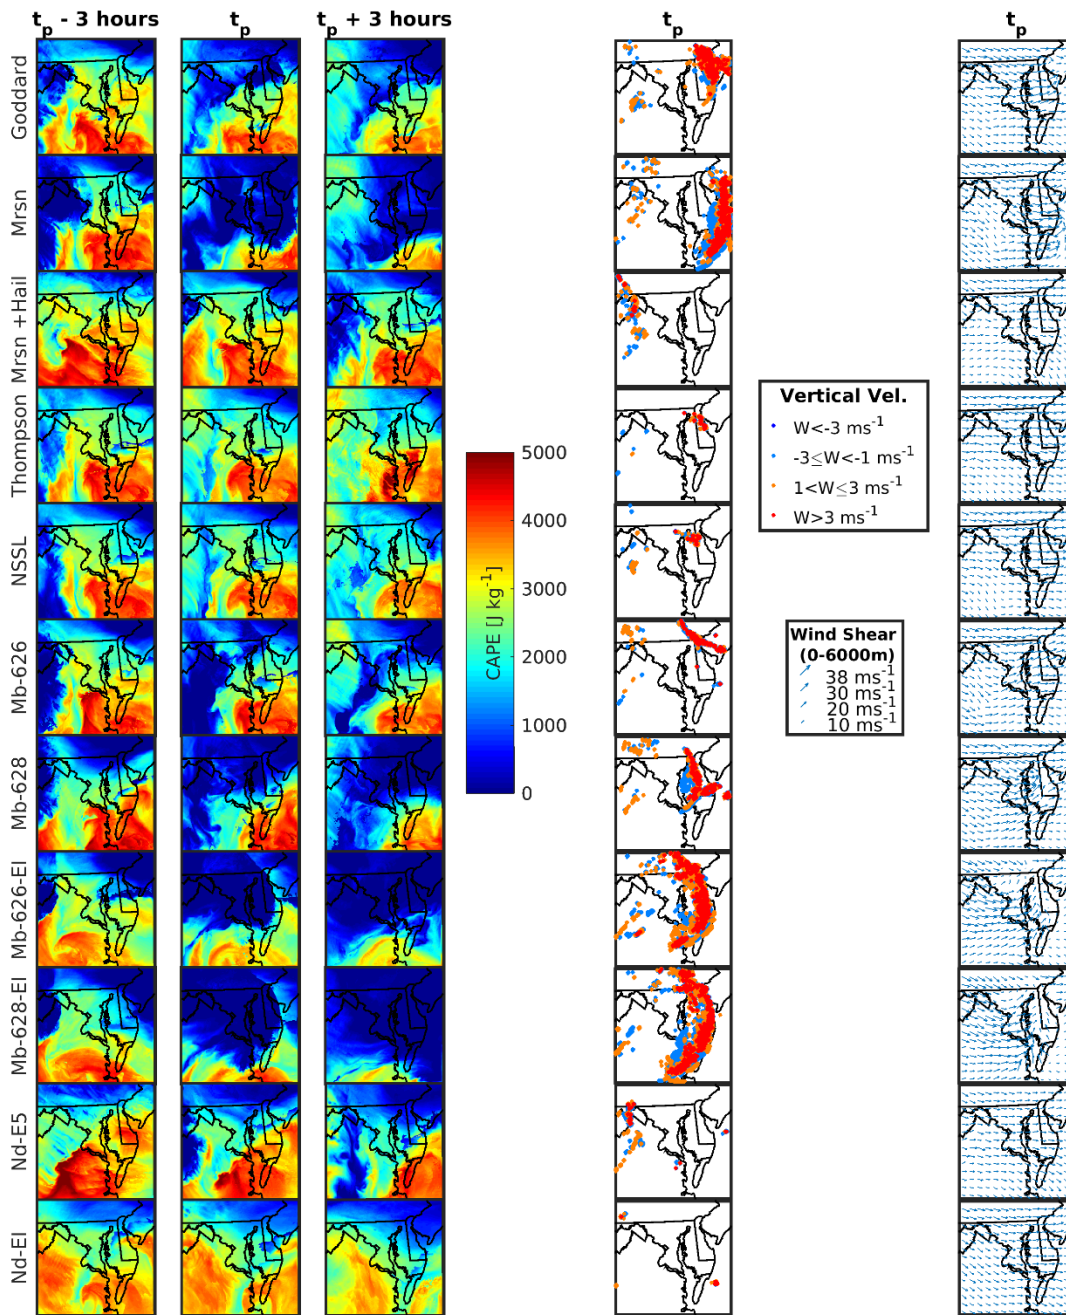 t_p - 3 hours
t_p
t_p + 3 hours
t_p
t_p
Goddard
Mrsn
Mrsn +Hail
Thompson
NSSL
Mb-626
Mb-628
Mb-626-EI
Mb-628-EI
Nd-E5
Nd-EI
5000
4000
3000
2000
1000
0
CAPE [J kg⁻¹]
Vertical Vel.
W<-3 ms⁻¹
-3≤W<-1 ms⁻¹
1<W≤3 ms⁻¹
W>3 ms⁻¹
Wind Shear
(0-6000m)
38 ms⁻¹
30 ms⁻¹
20 ms⁻¹
10 ms⁻¹